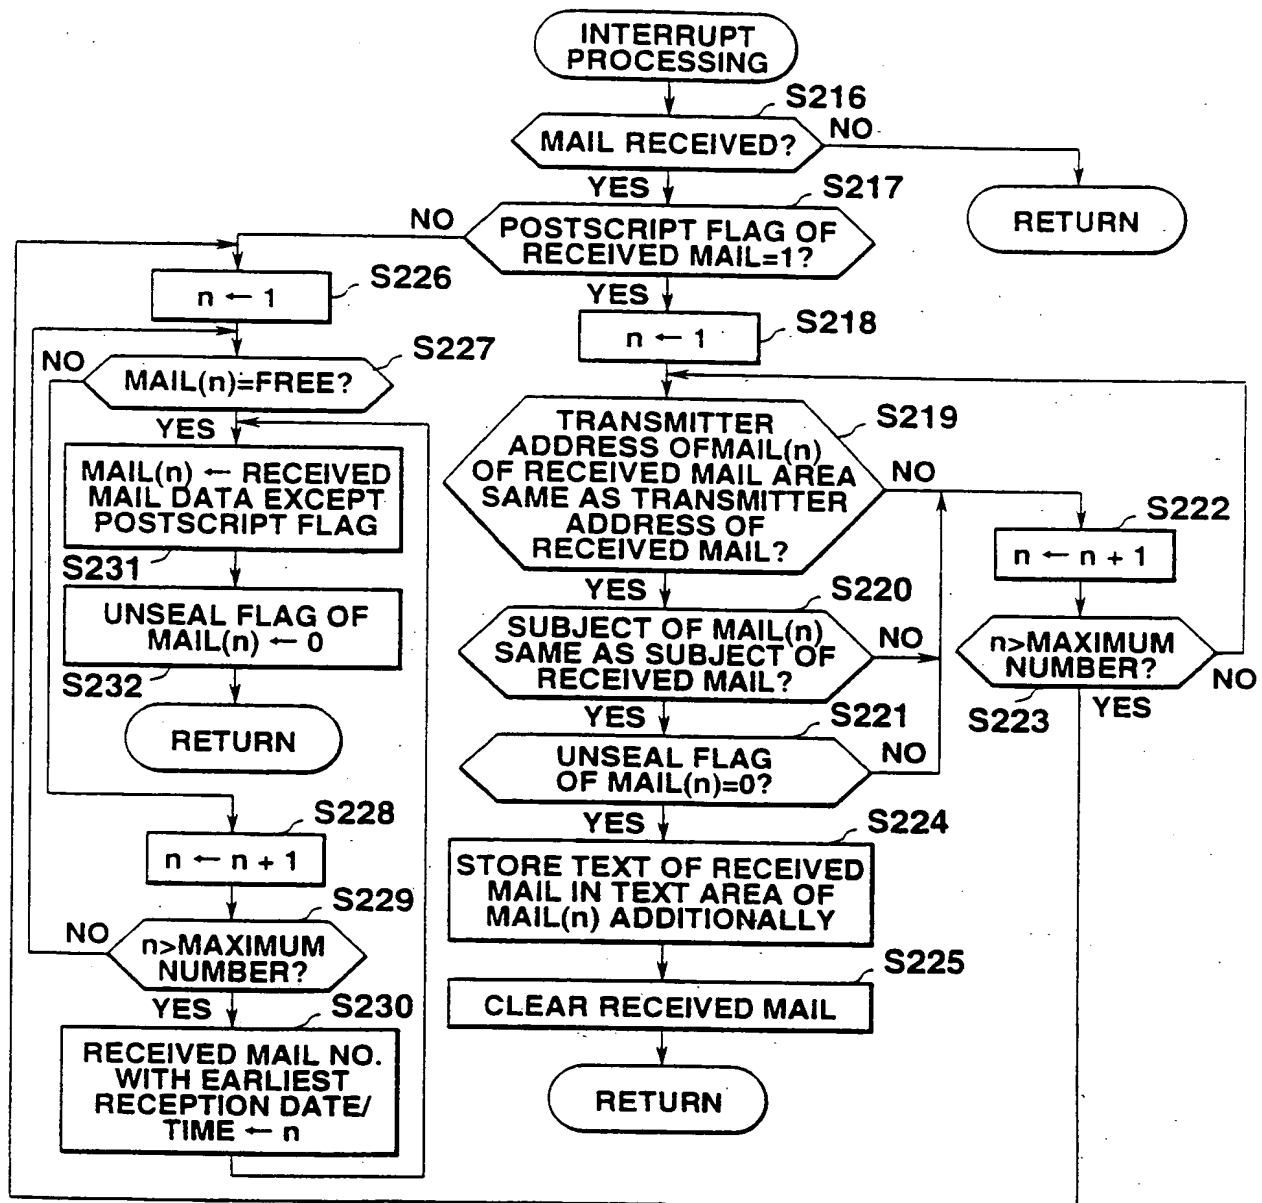 INTERRUPT
PROCESSING
S216
MAIL RECEIVED?
NO
YES
S217
RETURN
NO
POSTSCRIPT FLAG OF
RECEIVED MAIL=1?
YES
S226
n ← 1
S218
n ← 1
S227
NO
MAIL(n)=FREE?
YES
MAIL(n) ← RECEIVED
MAIL DATA EXCEPT
POSTSCRIPT FLAG
S231
UNSEAL FLAG OF
MAIL(n) ← 0
S232
RETURN
S228
n ← n + 1
S229
NO
n>MAXIMUM
NUMBER?
YES
S230
RECEIVED MAIL NO.
WITH EARLIEST
RECEPTION DATE/
TIME ← n
S219
TRANSMITTER
ADDRESS OFMAIL(n)
OF RECEIVED MAIL AREA
SAME AS TRANSMITTER
ADDRESS OF
RECEIVED MAIL?
NO
YES
S220
SUBJECT OF MAIL(n)
SAME AS SUBJECT OF
RECEIVED MAIL?
NO
YES
S221
UNSEAL FLAG
OF MAIL(n)=0?
NO
YES
S224
STORE TEXT OF RECEIVED
MAIL IN TEXT AREA OF
MAIL(n) ADDITIONALLY
S225
CLEAR RECEIVED MAIL
RETURN
S222
n ← n + 1
n>MAXIMUM
NUMBER?
NO
S223
YES